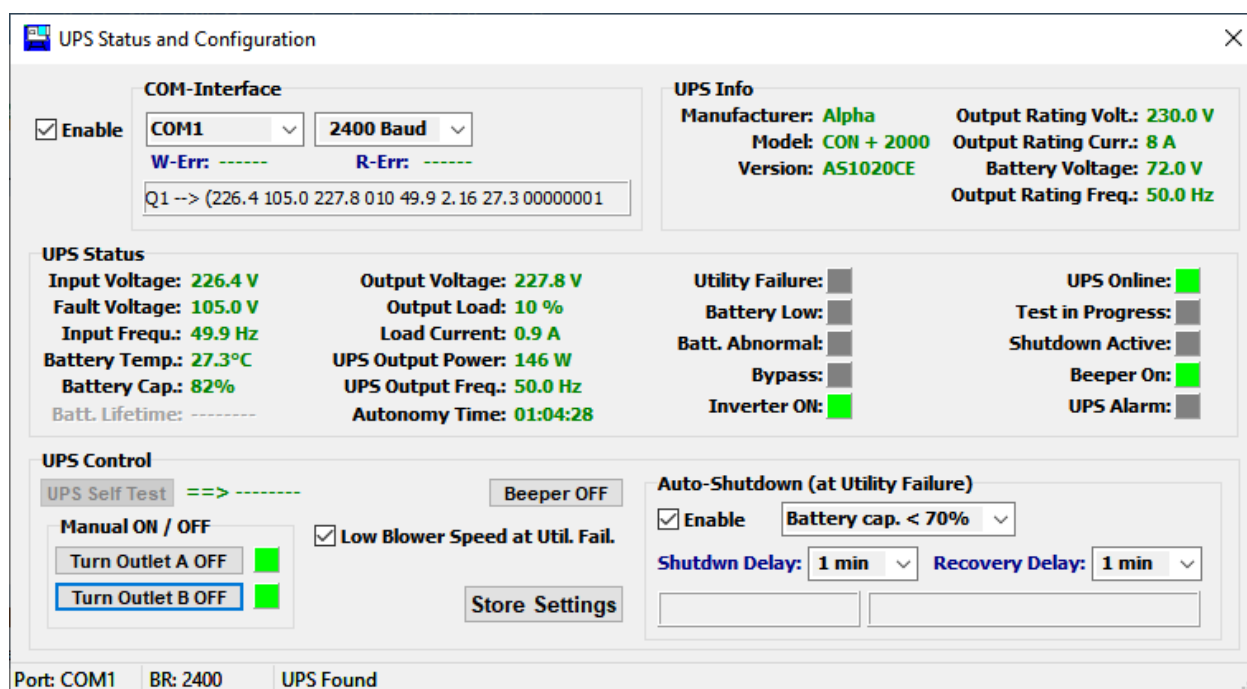 UPS Status and Configuration
COM-Interface
Enable
COM1
2400 Baud
W-Err: ------
R-Err: ------
Q1 --> (226.4 105.0 227.8 010 49.9 2.16 27.3 00000001
UPS Info
Manufacturer: Alpha
Model: CON + 2000
Version: AS1020CE
Output Rating Volt.: 230.0 V
Output Rating Curr.: 8 A
Battery Voltage: 72.0 V
Output Rating Freq.: 50.0 Hz
UPS Status
Input Voltage: 226.4 V
Fault Voltage: 105.0 V
Input Frequ.: 49.9 Hz
Battery Temp.: 27.3°C
Battery Cap.: 82%
Batt. Lifetime: --------
Output Voltage: 227.8 V
Output Load: 10 %
Load Current: 0.9 A
UPS Output Power: 146 W
UPS Output Freq.: 50.0 Hz
Autonomy Time: 01:04:28
Utility Failure:
Battery Low:
Batt. Abnormal:
Bypass:
Inverter ON:
UPS Online:
Test in Progress:
Shutdown Active:
Beeper On:
UPS Alarm:
UPS Control
UPS Self Test ==> --------
Beeper OFF
Manual ON / OFF
Turn Outlet A OFF
Turn Outlet B OFF
Low Blower Speed at Util. Fail.
Store Settings
Auto-Shutdown (at Utility Failure)
Enable
Battery cap. < 70%
Shutdwn Delay: 1 min
Recovery Delay: 1 min
Port: COM1
BR: 2400
UPS Found